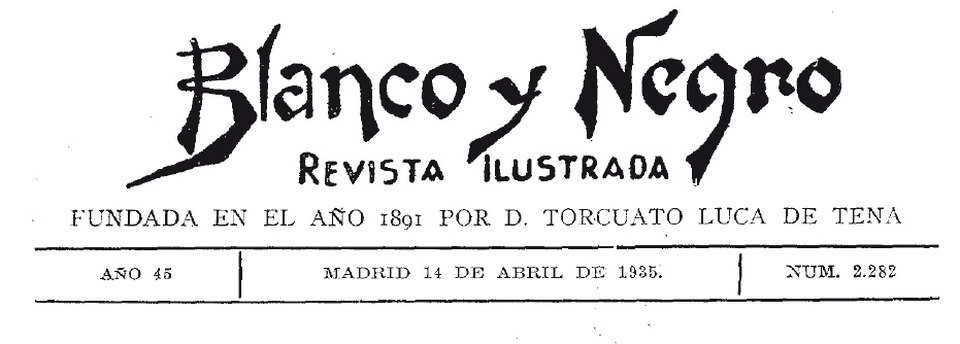 Blanco y Negro
REVISTA ILUSTRADA
FUNDADA EN EL AÑO 1891 POR D. TORCUATO LUCA DE TENA
AÑO 45 MADRID 14 DE ABRIL DE 1935. NUM. 2.282